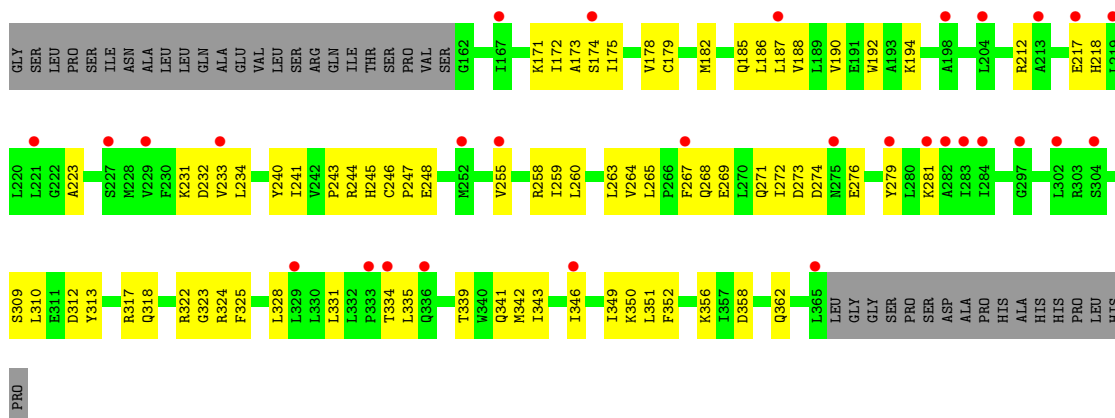 GLY SER LEU PRO SER ILE ASN ALA LEU LEU GLN ALA GLU VAL LEU SER ARG GLN ILE THR SER PRO VAL SER G162 I167 K171 I172 A173 S174 I175 V178 C179 M182 Q185 L186 L187 V188 L189 V190 E191 W192 A193 K194 A198 L204 R212 A213 E217 H218 L219
L220 L221 G222 A223 S227 M228 V229 F230 K231 D232 V233 L234 Y240 I241 V242 P243 R244 H245 C246 P247 E248 M252 V255 R258 I259 L260 L263 V264 L265 P266 F267 Q268 E269 L270 Q271 I272 D273 D274 N275 E276 Y279 L280 K281 A282 I283 I284 G297 L302 R303 S304
S309 L310 E311 D312 Y313 R317 Q318 R322 G323 R324 F325 L328 L329 L330 L331 L332 P333 T334 L335 Q336 T339 W340 Q341 M342 I343 I346 I349 K350 L351 F352 K356 I357 D358 Q362 L365 LEU GLY GLY SER PRO SER ASP ALA PRO HIS ALA HIS HIS PRO LEU HIS
PRO